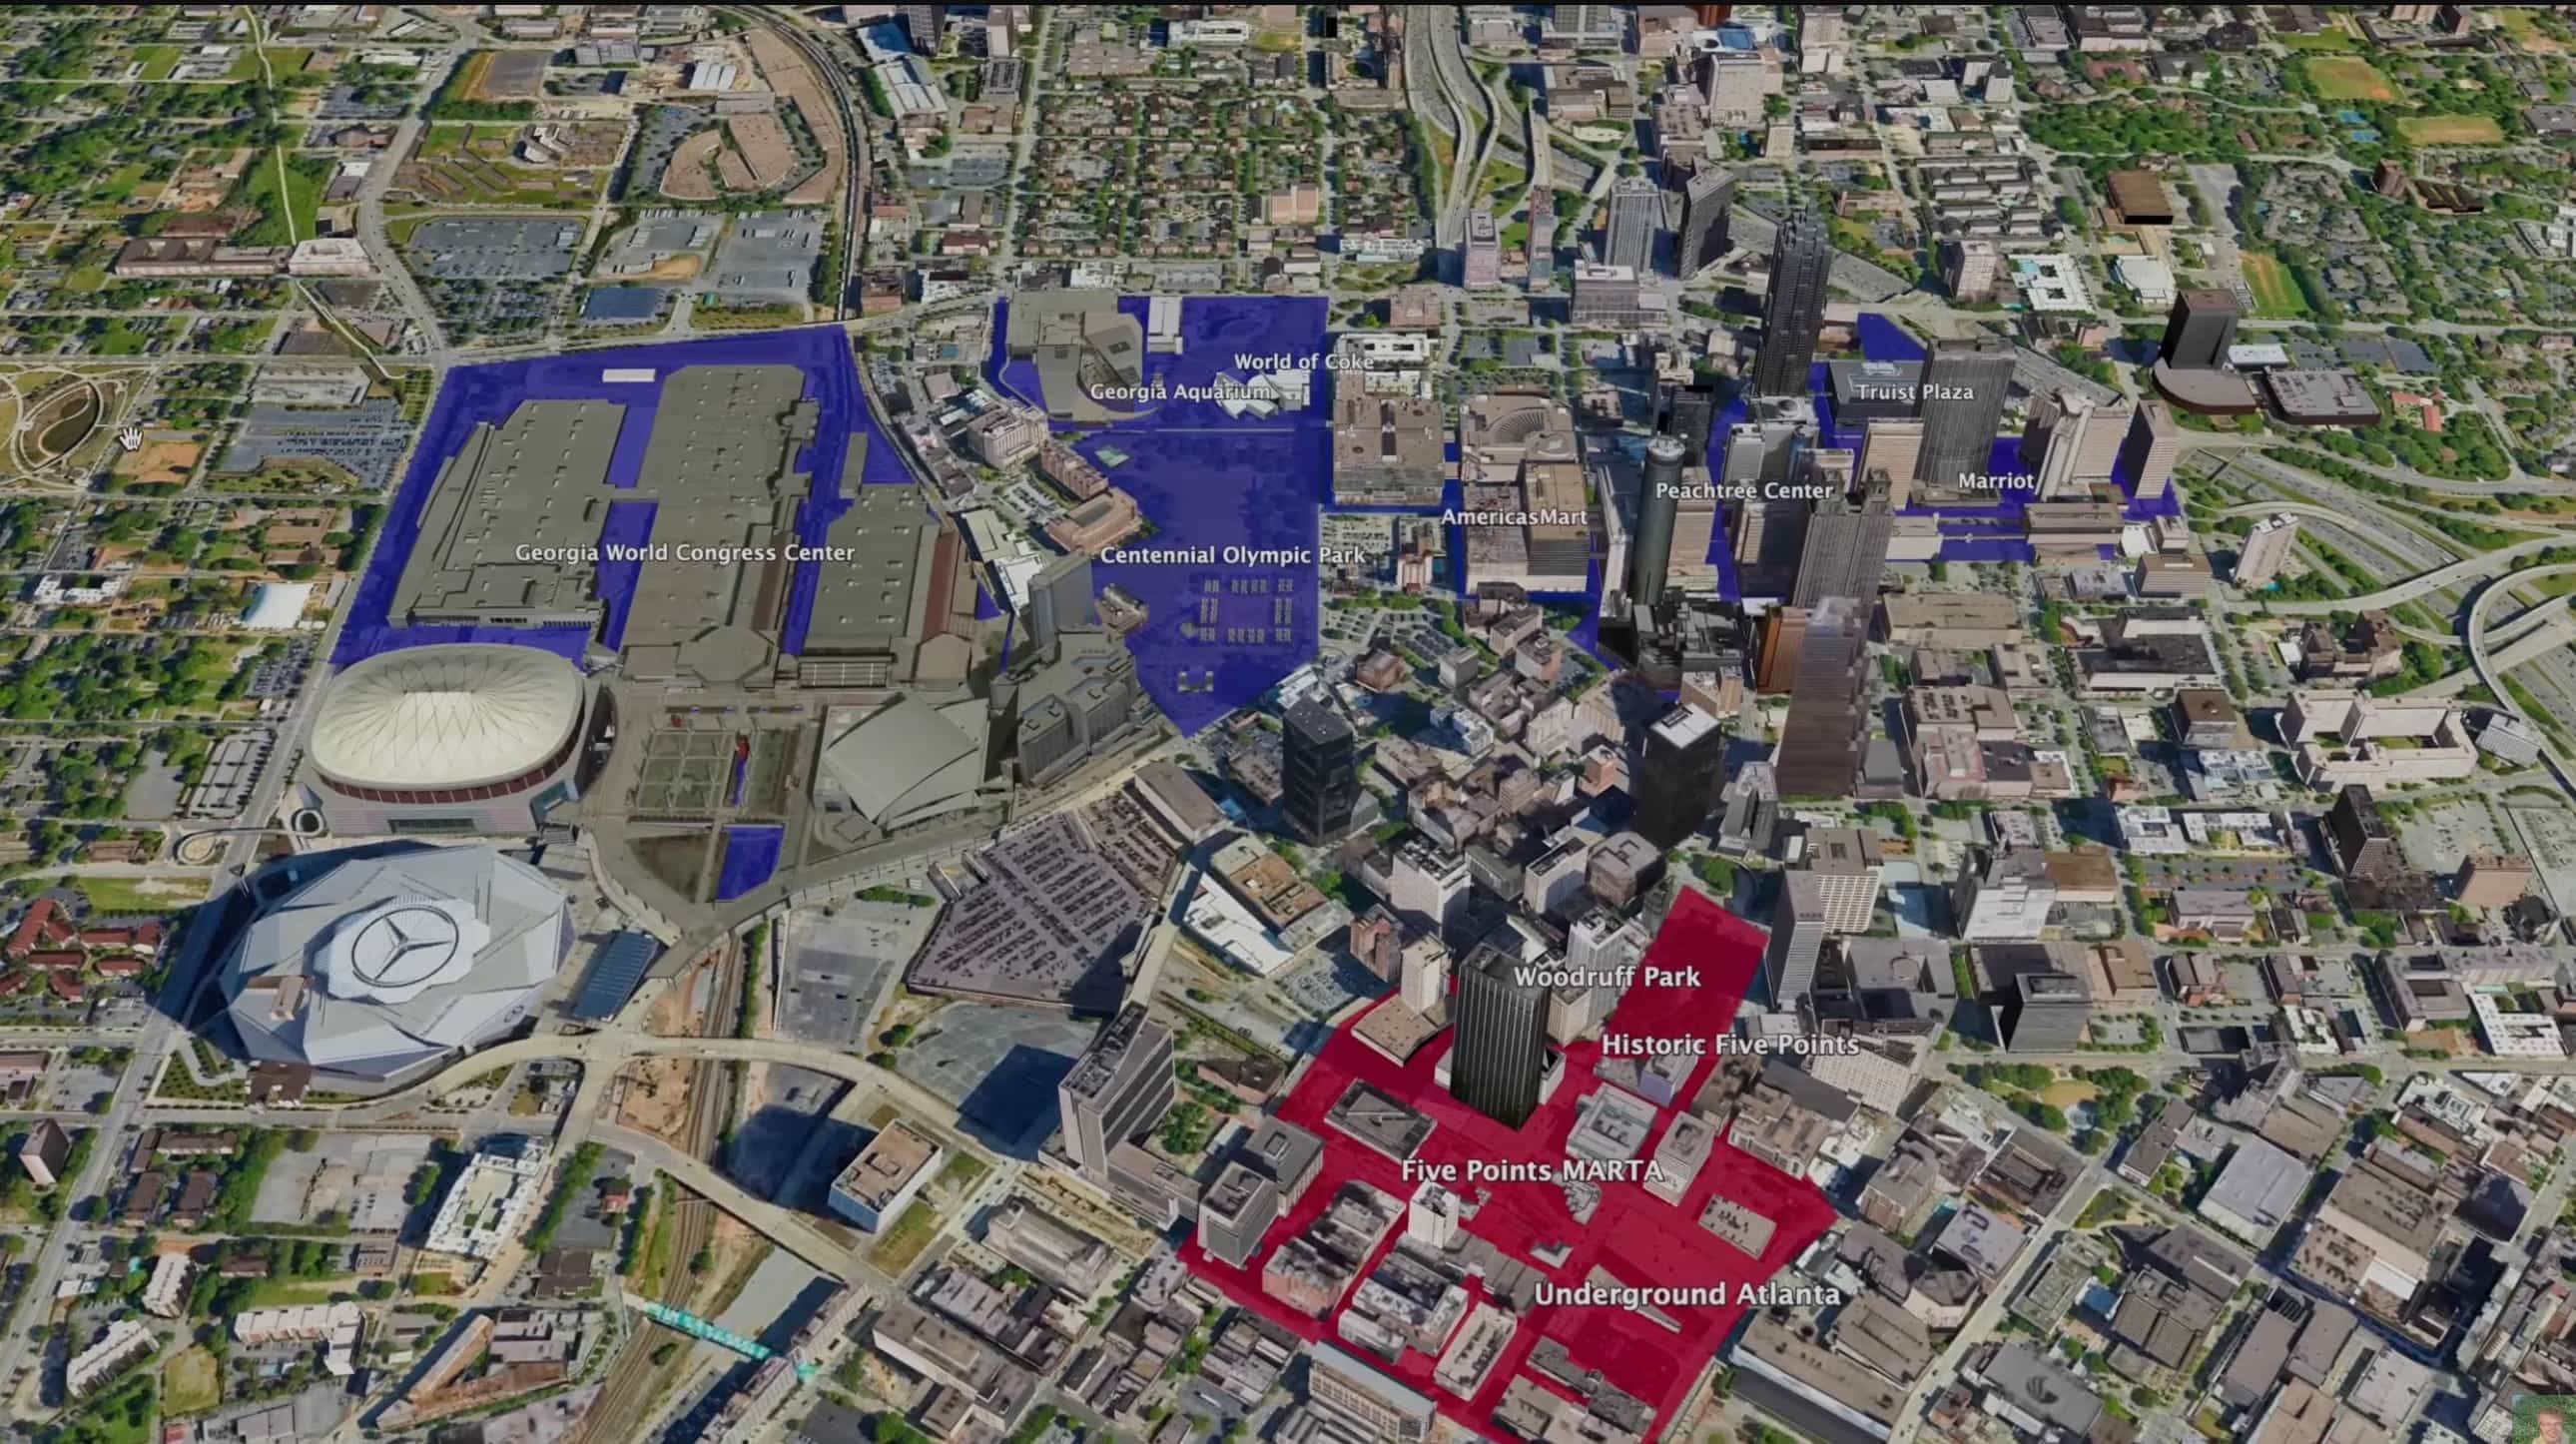 World of Coke
Georgia Aquarium
Truist Plaza
Marriot
Peachtree Center
AmericasMart
Georgia World Congress Center
Centennial Olympic Park
Woodruff Park
Historic Five Points
Five Points MARTA
Underground Atlanta